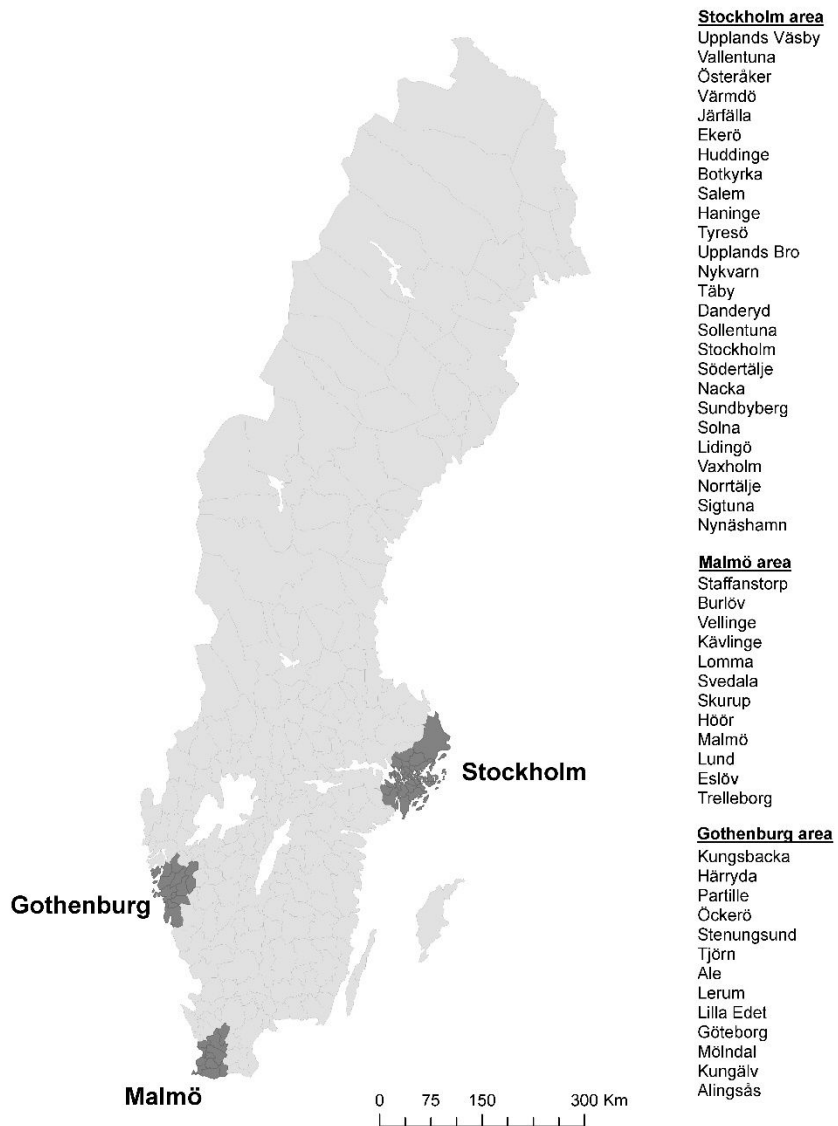 Stockholm area
Upplands Väsby
Vallentuna
Österåker
Värmdö
Järfälla
Ekerö
Huddinge
Botkyrka
Salem
Haninge
Tyresö
Upplands Bro
Nykvarn
Täby
Danderyd
Sollentuna
Stockholm
Södertälje
Nacka
Sundbyberg
Solna
Lidingö
Vaxholm
Norrtälje
Sigtuna
Nynäshamn
Malmö area
Staffanstorp
Burlöv
Vellinge
Kävlinge
Lomma
Svedala
Skurup
Höör
Malmö
Lund
Eslöv
Trelleborg
Gothenburg area
Kungsbacka
Härryda
Partille
Öckerö
Stenungsund
Tjörn
Ale
Lerum
Lilla Edet
Göteborg
Mölndal
Kungälv
Alingsås
Stockholm
Gothenburg
Malmö
0 75 150 300 Km